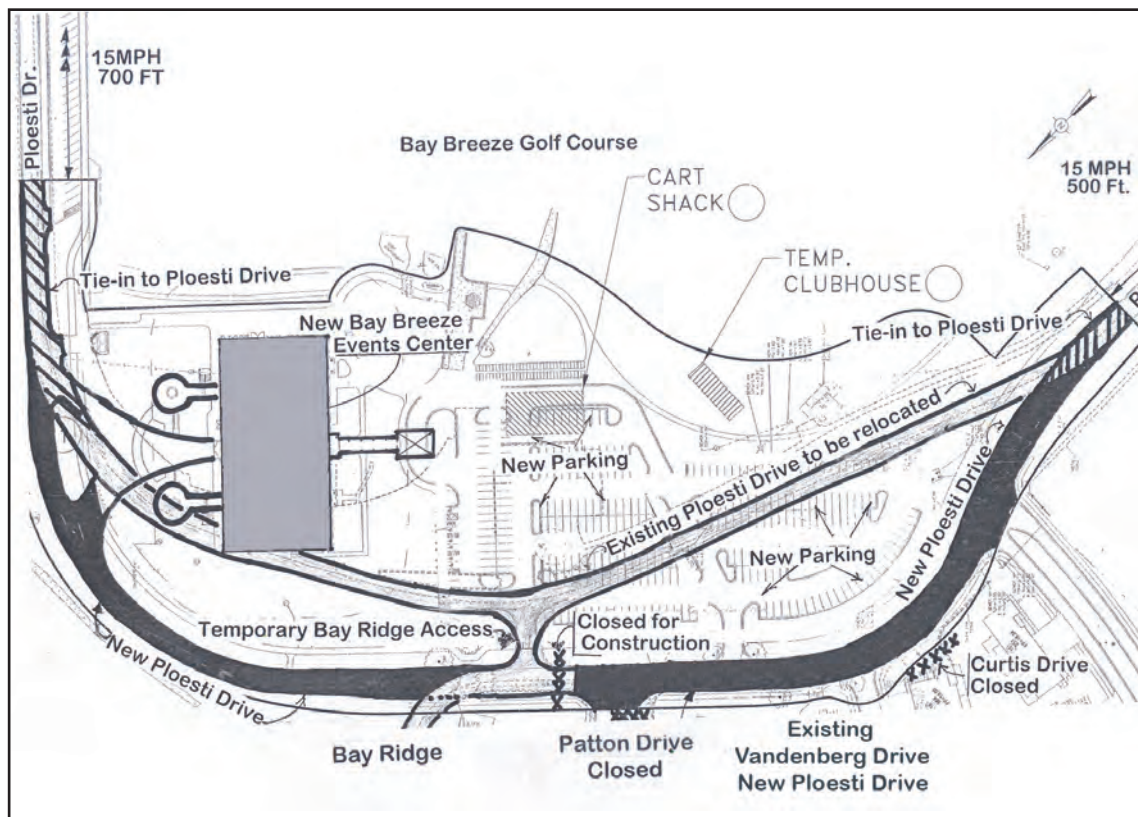 15MPH
700 FT
Ploesti Dr.
Bay Breeze Golf Course
CART
SHACK
N
15 MPH
500 Ft.
TEMP.
CLUBHOUSE
Tie-in to Ploesti Drive
New Bay Breeze
Events Center
Tie-in to Ploesti Drive
New Parking
Existing Ploesti Drive to be relocated
New Ploesti Drive
New Parking
Temporary Bay Ridge Access
Closed for
Construction
New Ploesti Drive
Curtis Drive
Closed
Bay Ridge
Patton Drive
Closed
Existing
Vandenberg Drive
New Ploesti Drive